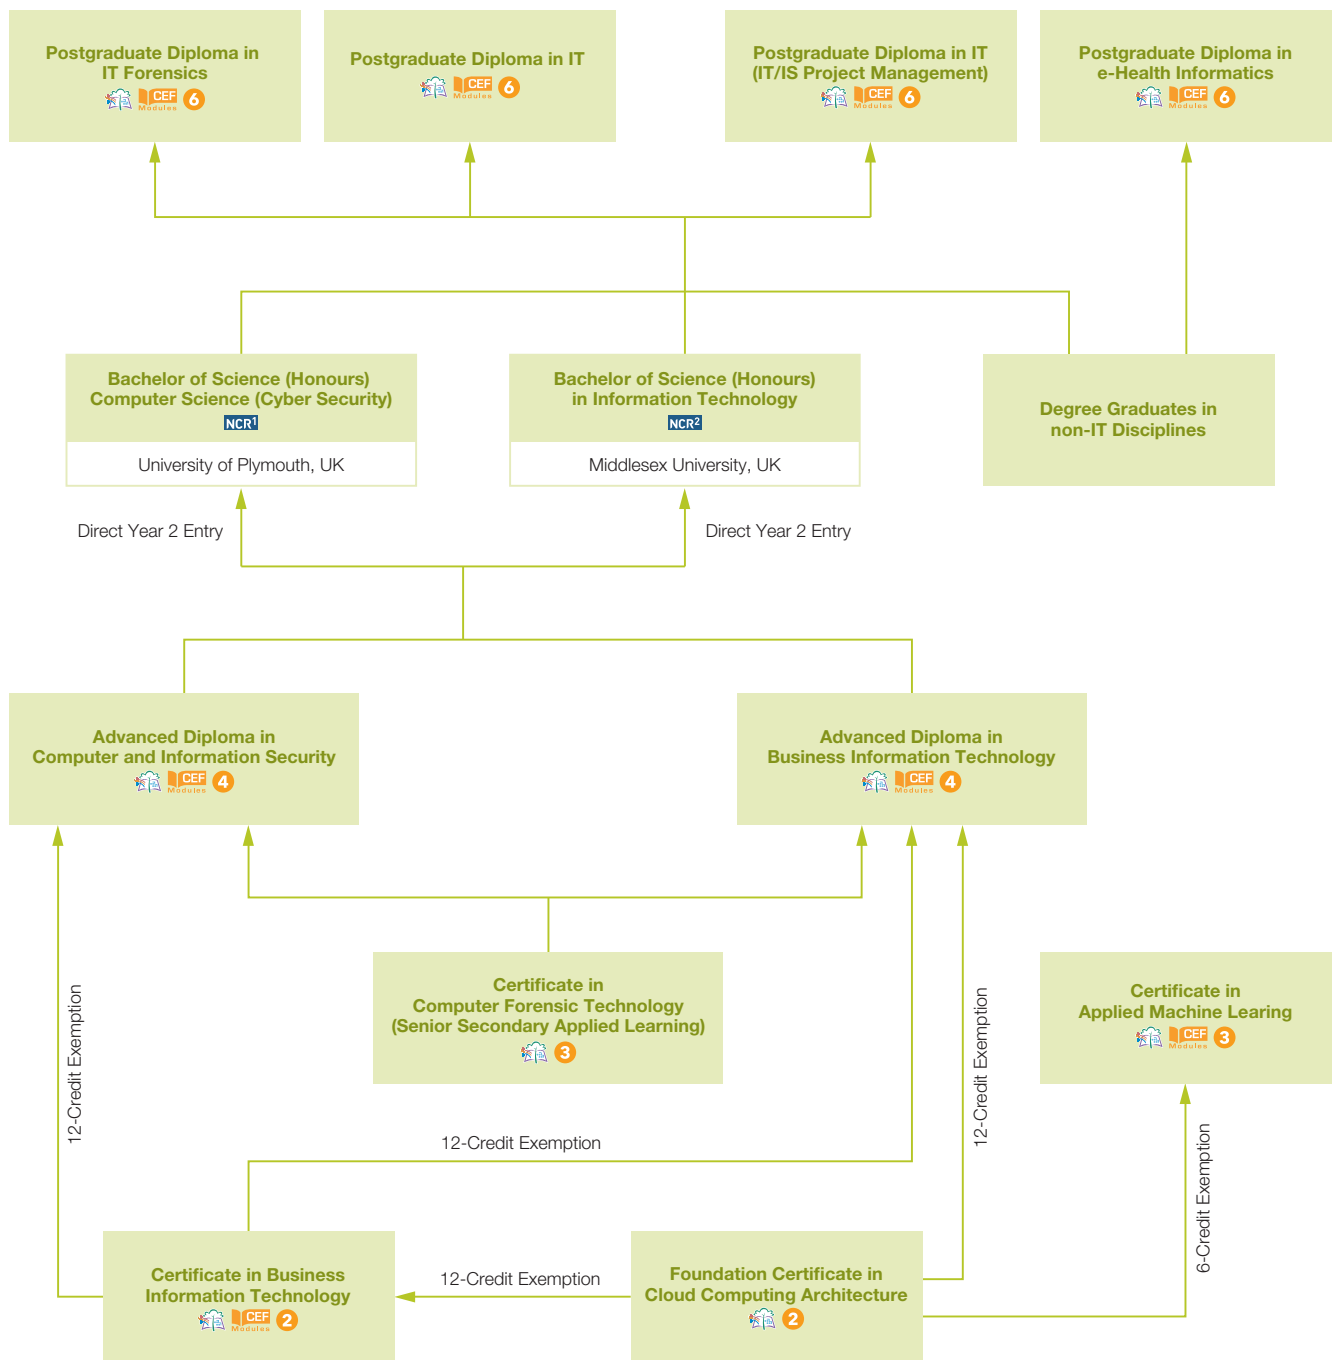 Postgraduate Diploma in
IT Forensics
CEF
Modules
6
Postgraduate Diploma in IT
CEF
Modules
6
Postgraduate Diploma in IT
(IT/IS Project Management)
CEF
Modules
6
Postgraduate Diploma in
e-Health Informatics
CEF
Modules
6
Bachelor of Science (Honours)
Computer Science (Cyber Security)
NCR1
University of Plymouth, UK
Bachelor of Science (Honours)
in Information Technology
NCR2
Middlesex University, UK
Degree Graduates in
non-IT Disciplines
Direct Year 2 Entry
Direct Year 2 Entry
Advanced Diploma in
Computer and Information Security
CEF
Modules
4
Advanced Diploma in
Business Information Technology
CEF
Modules
4
Certificate in
Computer Forensic Technology
(Senior Secondary Applied Learning)
3
Certificate in
Applied Machine Learing
CEF
Modules
3
12-Credit Exemption
12-Credit Exemption
12-Credit Exemption
6-Credit Exemption
Certificate in Business
Information Technology
CEF
Modules
2
12-Credit Exemption
Foundation Certificate in
Cloud Computing Architecture
2